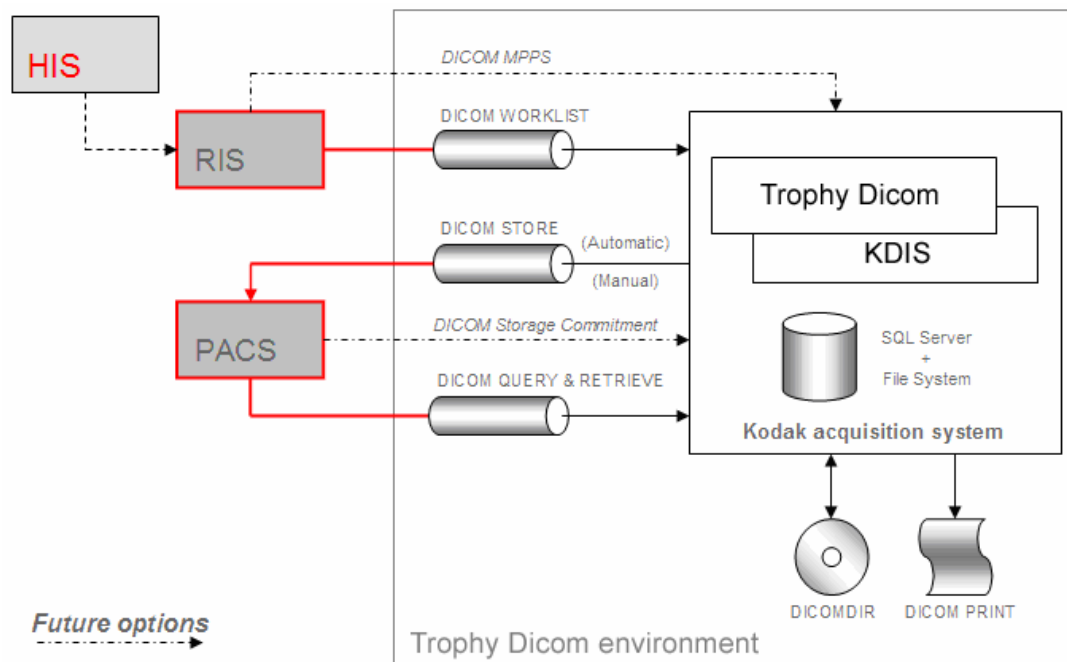 HIS
DICOM MPPS
RIS
DICOM WORKLIST
Trophy Dicom
KDIS
DICOM STORE
(Automatic)
(Manual)
PACS
DICOM Storage Commitment
SQL Server
+
File System
DICOM QUERY & RETRIEVE
Kodak acquisition system
DICOMDIR
DICOM PRINT
Future options
Trophy Dicom environment